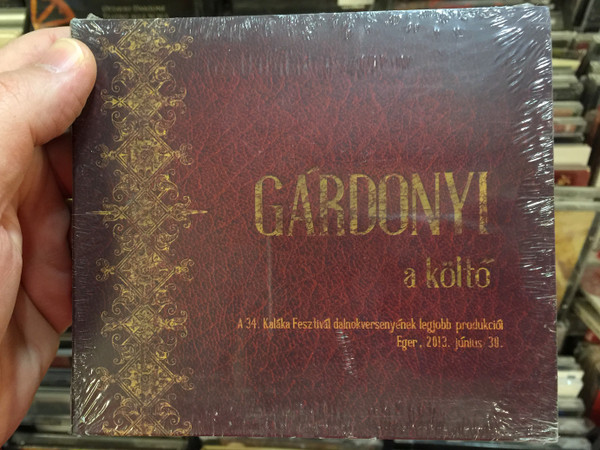 GÁRDONYI
a költő
A 34. Kaláka Fesztivál dalnokversenyének legjobb produkciói
Eger, 2013. június 30.